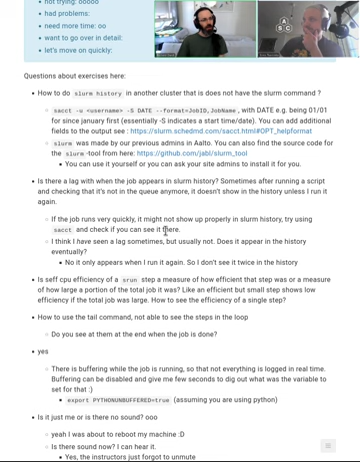 not trying: ooooo
had problems:
need more time: oo
want to go over in detail:
let's move on quickly:
Questions about exercises here:
How to do slurm history in another cluster that is does not have the slurm command ?
sacct -u <username> -S DATE --format=JobID,JobName , with DATE e.g. being 01/01
for since january first (essentially -S indicates a start time/date). You can add additional
fields to the output see : https://slurm.schedmd.com/sacct.html#OPT_helpformat
slurm was made by our previous admins in Aalto. You can also find the source code for
the slurm -tool from here: https://github.com/jabl/slurm_tool
You can use it yourself or you can ask your site admins to install it for you.
Is there a lag with when the job appears in slurm history? Sometimes after running a script
and checking that it's not in the queue anymore, it doesn't show in the history unless I run it
again.
If the job runs very quickly, it might not show up properly in slurm history, try using
sacct and check if you can see it there.
I think I have seen a lag sometimes, but usually not. Does it appear in the history
eventually?
No it only appears when I run it again. So I don't see it twice in the history
Is seff cpu efficiency of a srun step a measure of how efficient that step was or a measure
of how large a portion of the total job it was? Like an efficient but small step shows low
efficiency if the total job was large. How to see the efficiency of a single step?
How to use the tail command, not able to see the steps in the loop
Do you see at them at the end when the job is done?
yes
There is buffering while the job is running, so that not everything is logged in real time.
Buffering can be disabled and give me few seconds to dig out what was the variable to
set for that :)
export PYTHONUNBUFFERED=true (assuming you are using python)
Is it just me or is there no sound? ooo
yeah I was about to reboot my machine :D
Is there sound now? I can hear it.
Yes, the instructors just forgot to unmute